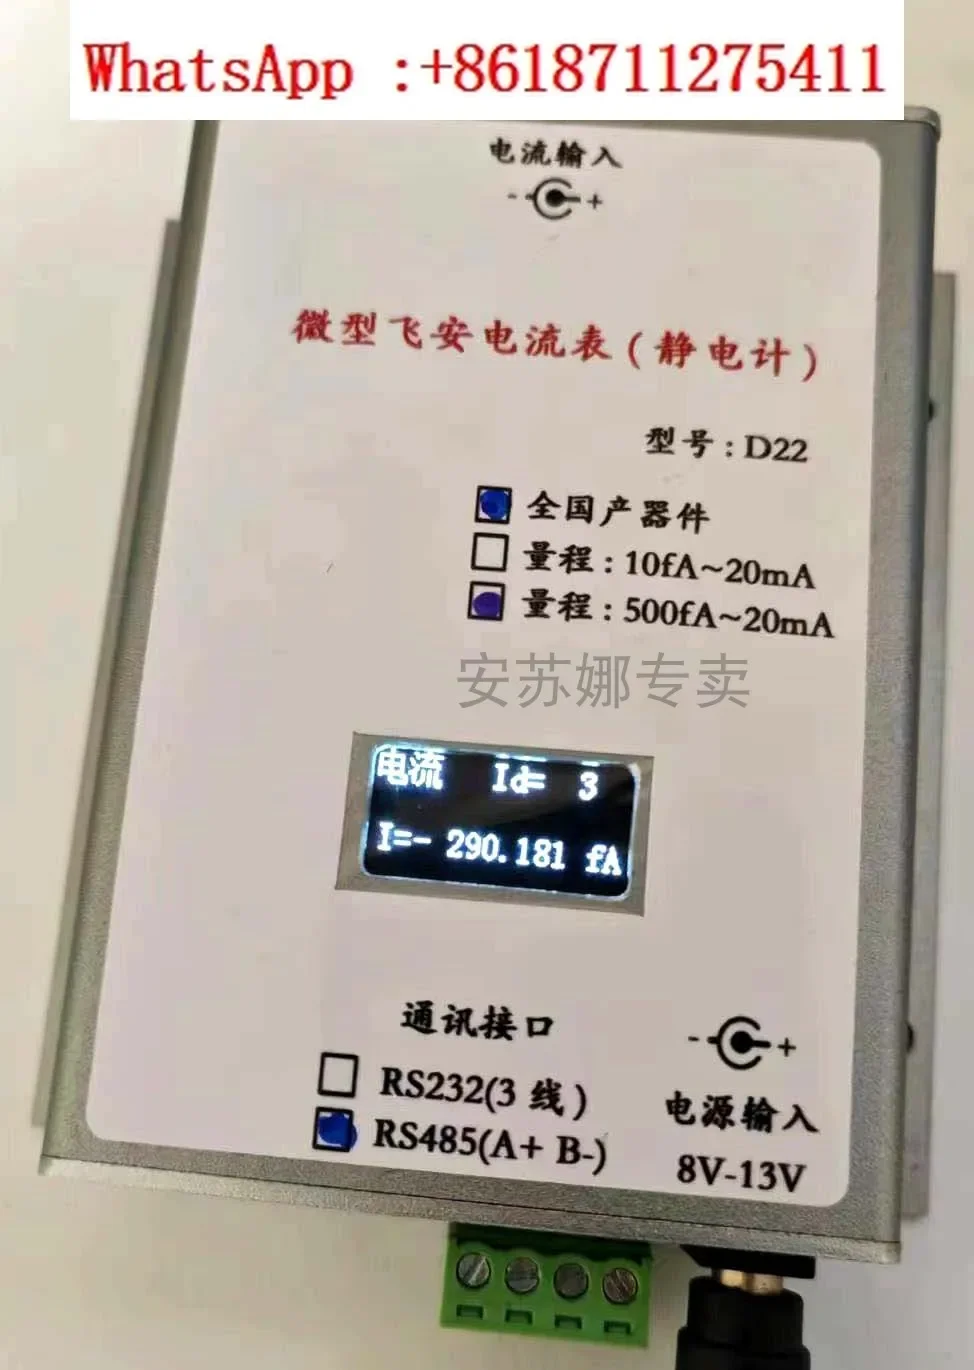 WhatsApp :+8618711275411
电流输入
- +
微型飞安电流表(静电计)
型号:D22
全国产器件
量程:10fA~20mA
量程:500fA~20mA
安苏娜专卖
电流 Id= 3
I=- 290.181 fA
通讯接口
- +
RS232(3 线)
电源输入
RS485(A+ B-)
8V-13V